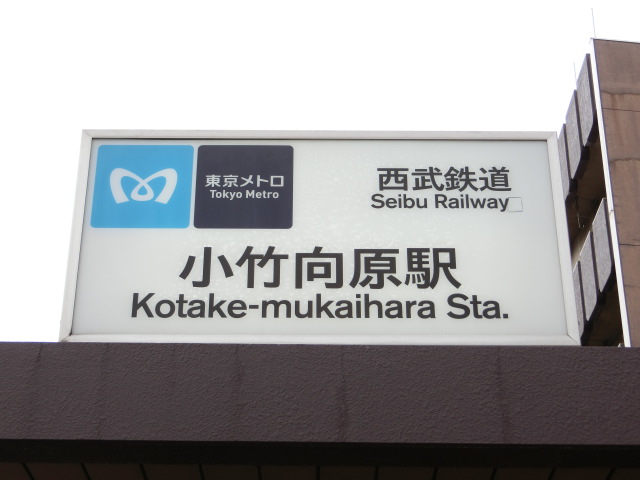 東京メトロ
Tokyo Metro
西武鉄道
Seibu Railway
小竹向原駅
Kotake-mukaihara Sta.